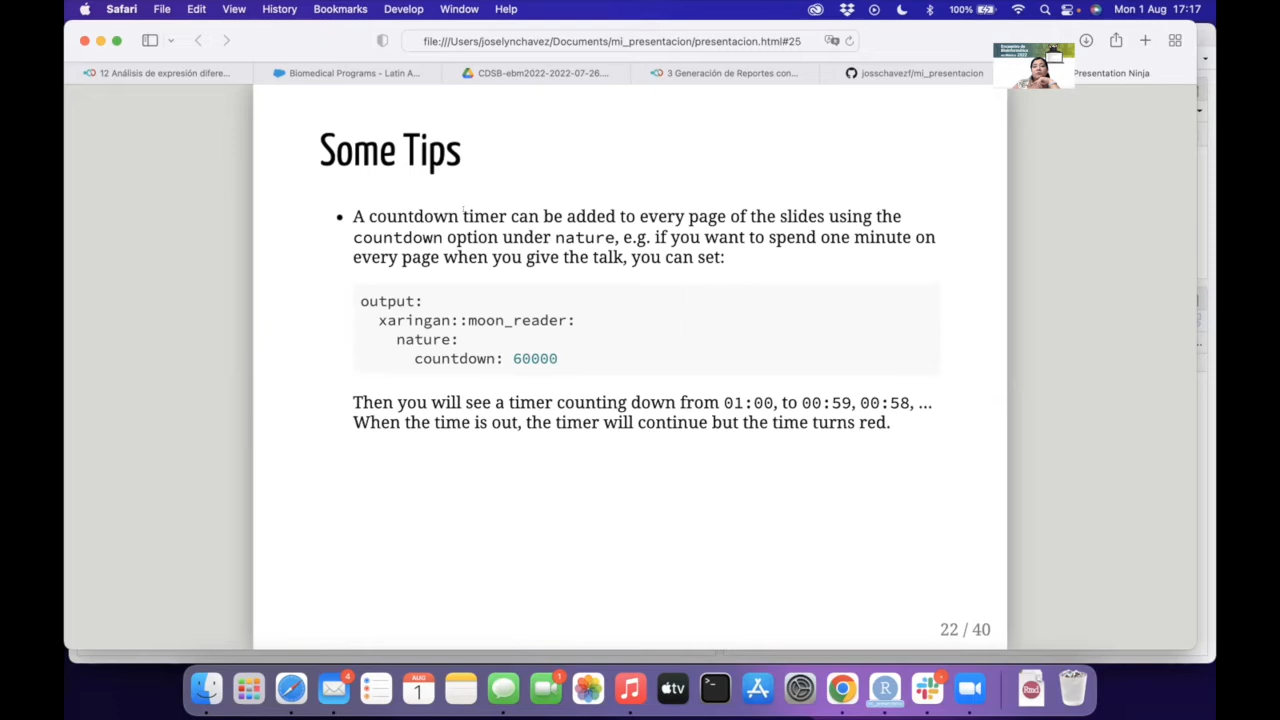 Safari File Edit View History Bookmarks Develop Window Help 100% Mon 1 Aug 17:17
file:///Users/joselynchavez/Documents/mi_presentacion/presentacion.html#25
12 Análisis de expresión difere... Biomedical Programs - Latin A... CDSB-ebm2022-2022-07-26.... 3 Generación de Reportes con... josschavezf/mi_presentacion Presentation Ninja
Some Tips
• A countdown timer can be added to every page of the slides using the
countdown option under nature, e.g. if you want to spend one minute on
every page when you give the talk, you can set:
output:
xaringan::moon_reader:
nature:
countdown: 60000
Then you will see a timer counting down from 01:00, to 00:59, 00:58, ...
When the time is out, the timer will continue but the time turns red.
22 / 40
AUG
1
4
1
tv
R
Rmd